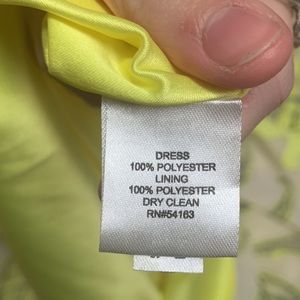 DRESS
100% POLYESTER
LINING
100% POLYESTER
DRY CLEAN
RN#54163